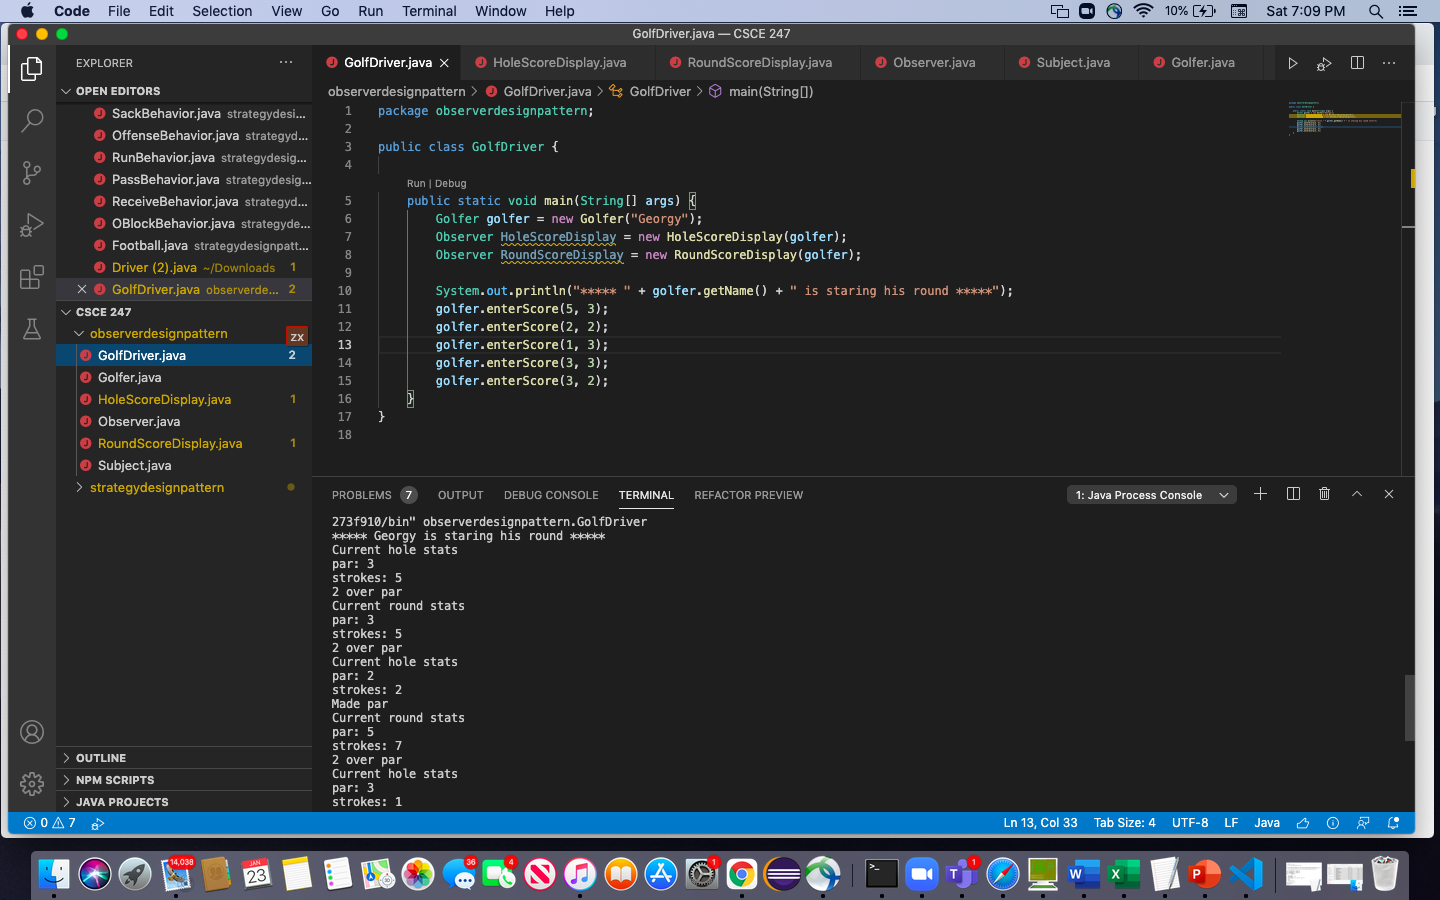 Code File Edit Selection View Go Run Terminal Window Help 10% Sat 7:09 PM
GolfDriver.java — CSCE 247
EXPLORER
OPEN EDITORS
SackBehavior.java strategydesi...
OffenseBehavior.java strategyd...
RunBehavior.java strategydesig...
PassBehavior.java strategydesig...
ReceiveBehavior.java strategyd...
OBlockBehavior.java strategyde...
Football.java strategydesignpatt...
Driver (2).java ~/Downloads 1
GolfDriver.java observerde... 2
CSCE 247
observerdesignpattern
zx
GolfDriver.java 2
Golfer.java
HoleScoreDisplay.java 1
Observer.java
RoundScoreDisplay.java 1
Subject.java
strategydesignpattern
OUTLINE
NPM SCRIPTS
JAVA PROJECTS
GolfDriver.java HoleScoreDisplay.java RoundScoreDisplay.java Observer.java Subject.java Golfer.java
observerdesignpattern > GolfDriver.java > GolfDriver > main(String[])
1 package observerdesignpattern;
2
3 public class GolfDriver {
4
Run | Debug
5 public static void main(String[] args) {
6 Golfer golfer = new Golfer("Georgy");
7 Observer HoleScoreDisplay = new HoleScoreDisplay(golfer);
8 Observer RoundScoreDisplay = new RoundScoreDisplay(golfer);
9
10 System.out.println("***** " + golfer.getName() + " is staring his round *****");
11 golfer.enterScore(5, 3);
12 golfer.enterScore(2, 2);
13 golfer.enterScore(1, 3);
14 golfer.enterScore(3, 3);
15 golfer.enterScore(3, 2);
16 }
17 }
18
PROBLEMS 7 OUTPUT DEBUG CONSOLE TERMINAL REFACTOR PREVIEW 1: Java Process Console
273f910/bin" observerdesignpattern.GolfDriver
***** Georgy is staring his round *****
Current hole stats
par: 3
strokes: 5
2 over par
Current round stats
par: 3
strokes: 5
2 over par
Current hole stats
par: 2
strokes: 2
Made par
Current round stats
par: 5
strokes: 7
2 over par
Current hole stats
par: 3
strokes: 1
0 7 Ln 13, Col 33 Tab Size: 4 UTF-8 LF Java
14,038 JAN 23 36 4 1 1